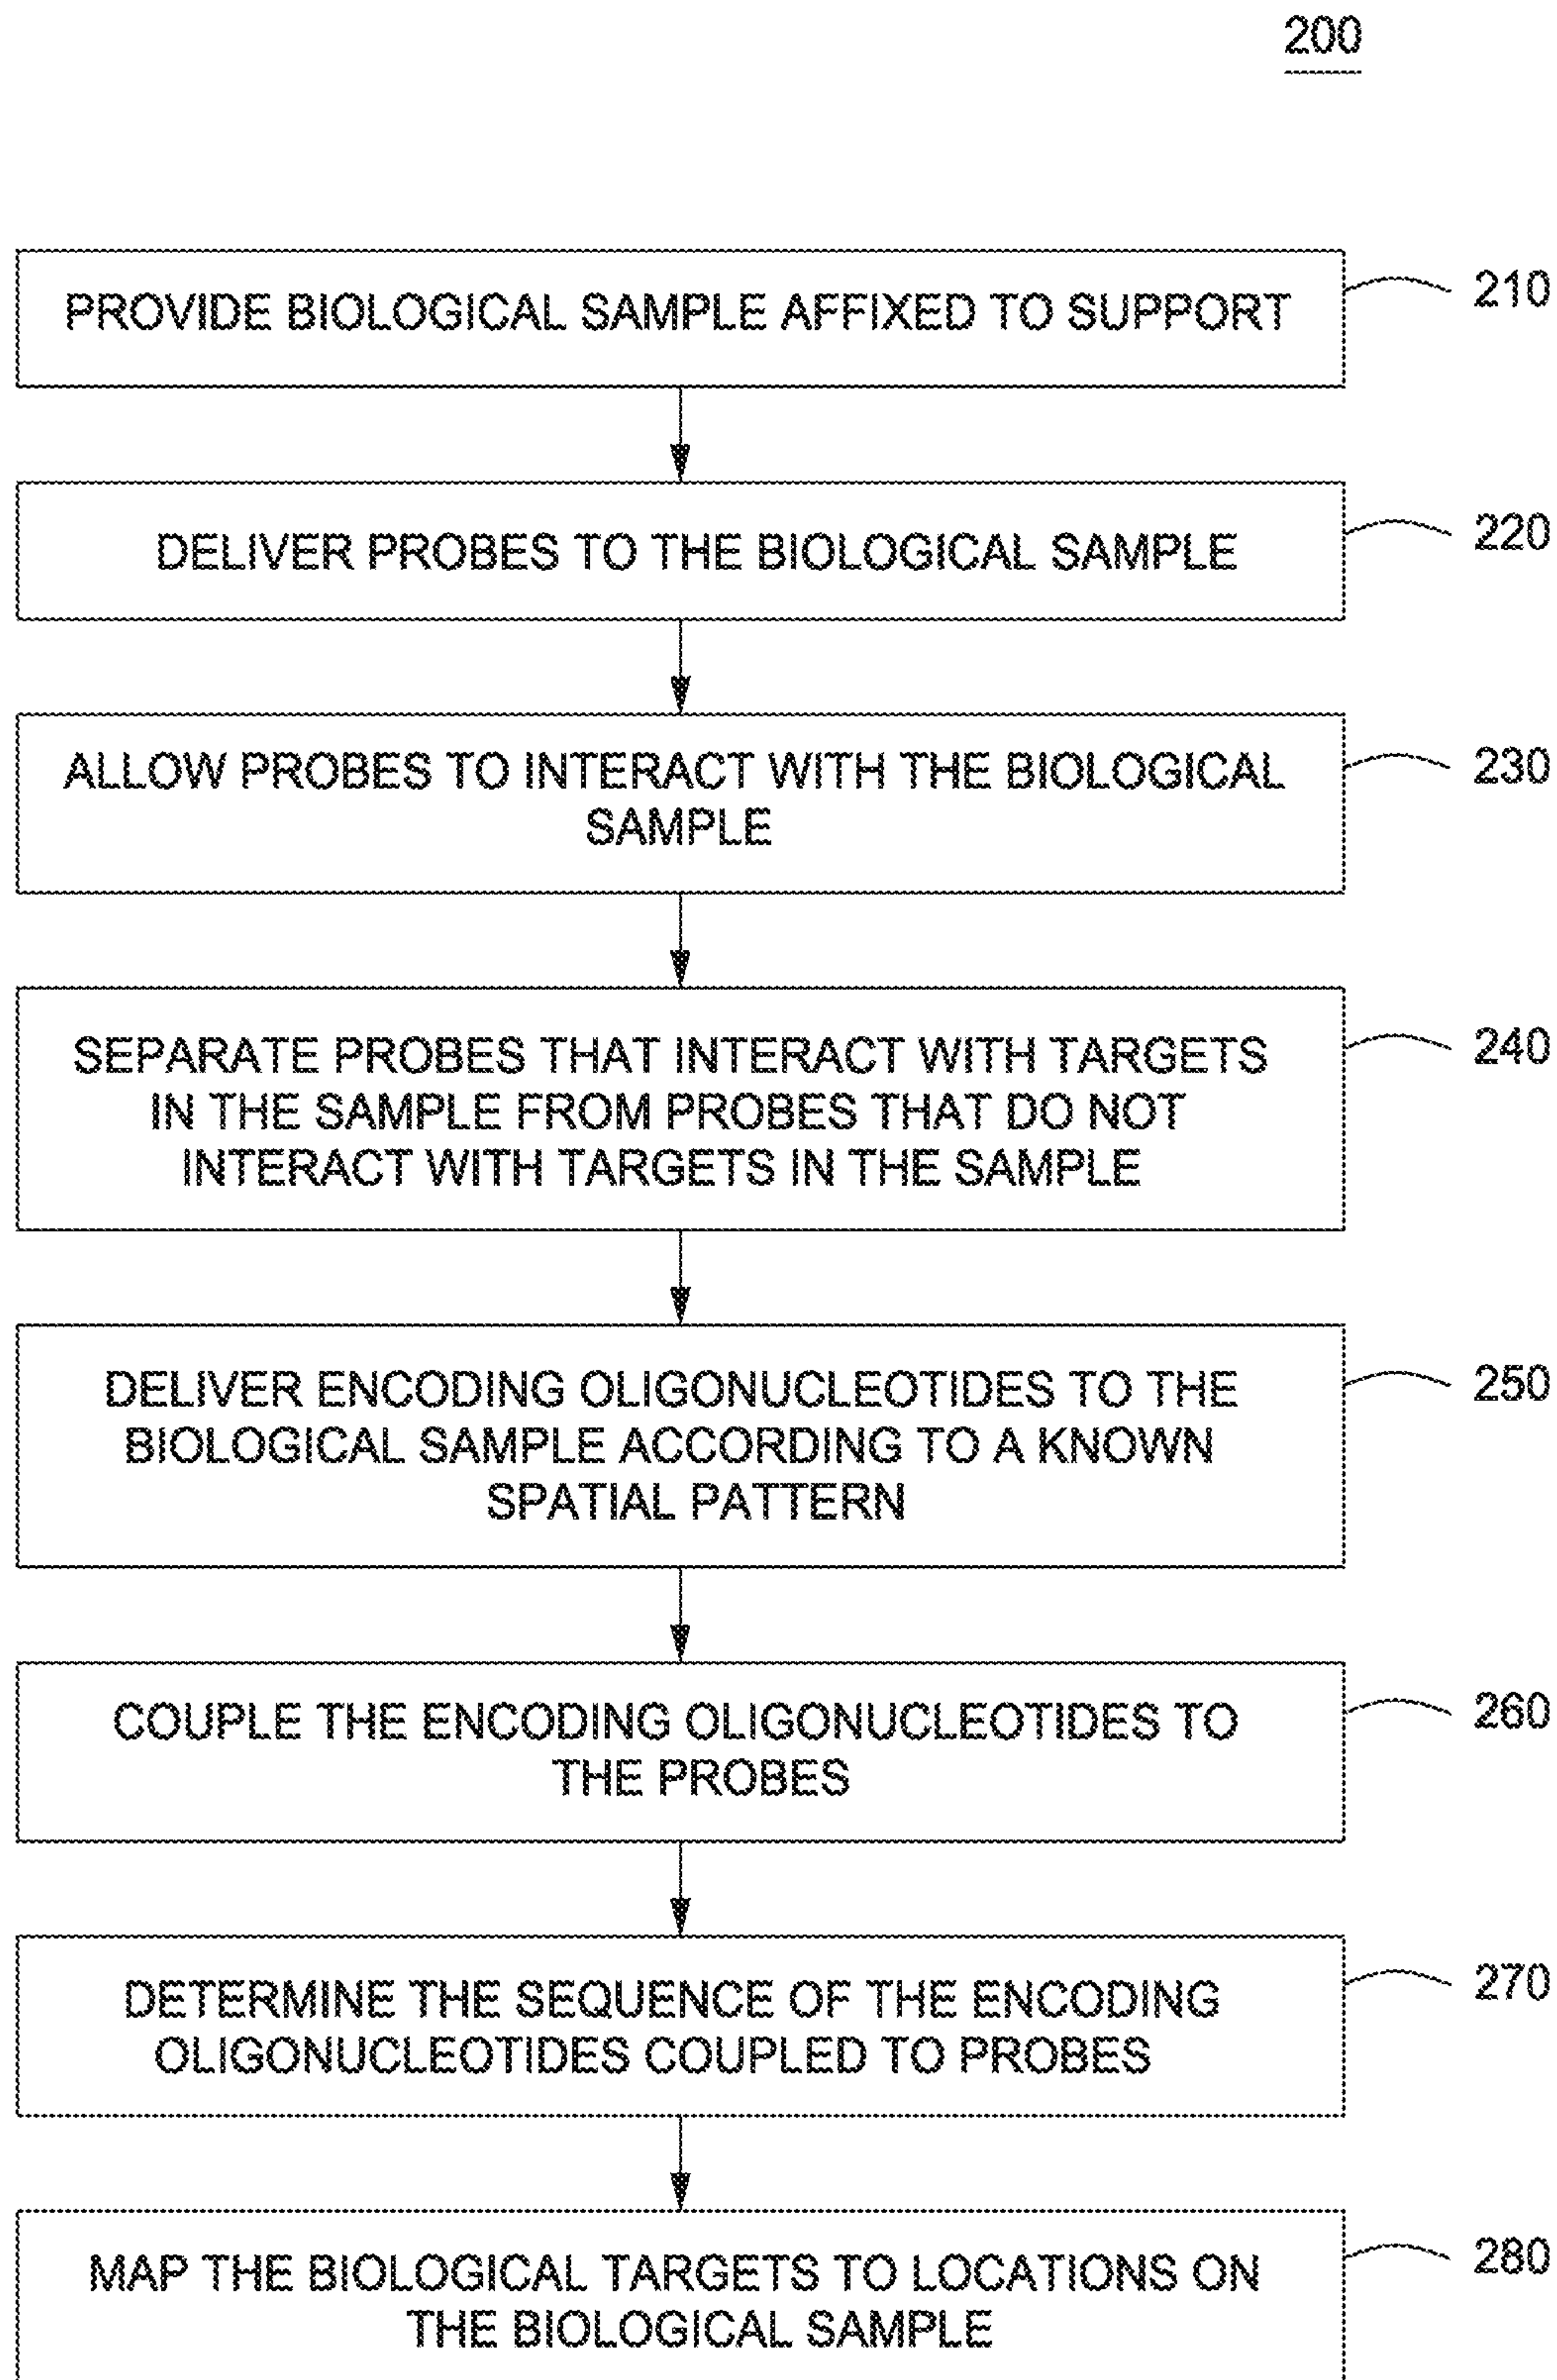 200
PROVIDE BIOLOGICAL SAMPLE AFFIXED TO SUPPORT
210
DELIVER PROBES TO THE BIOLOGICAL SAMPLE
220
ALLOW PROBES TO INTERACT WITH THE BIOLOGICAL
SAMPLE
230
SEPARATE PROBES THAT INTERACT WITH TARGETS
IN THE SAMPLE FROM PROBES THAT DO NOT
INTERACT WITH TARGETS IN THE SAMPLE
240
DELIVER ENCODING OLIGONUCLEOTIDES TO THE
BIOLOGICAL SAMPLE ACCORDING TO A KNOWN
SPATIAL PATTERN
250
COUPLE THE ENCODING OLIGONUCLEOTIDES TO
THE PROBES
260
DETERMINE THE SEQUENCE OF THE ENCODING
OLIGONUCLEOTIDES COUPLED TO PROBES
270
MAP THE BIOLOGICAL TARGETS TO LOCATIONS ON
THE BIOLOGICAL SAMPLE
280